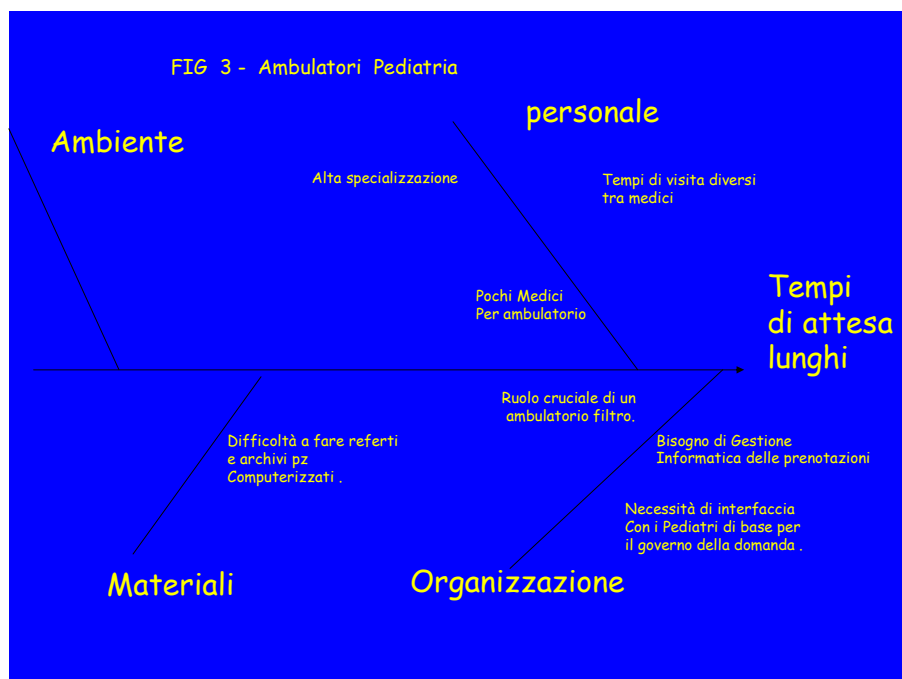 FIG 3 - Ambulatori Pediatria
personale
Ambiente
Alta specializzazione
Tempi di visita diversi
tra medici
Pochi Medici
Per ambulatorio
Tempi
di attesa
lunghi
Ruolo cruciale di un
ambulatorio filtro.
Difficoltà a fare referti
e archivi pz
Computerizzati .
Bisogno di Gestione
Informatica delle prenotazioni
Necessità di interfaccia
Con i Pediatri di base per
il governo della domanda .
Materiali
Organizzazione